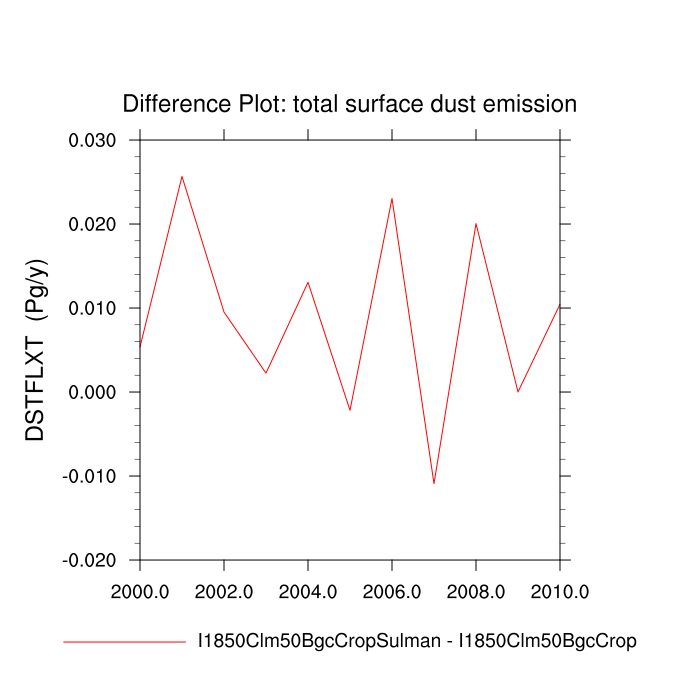 Difference Plot: total surface dust emission
0.030
0.020
0.010
0.000
-0.010
-0.020
DSTFLXT (Pg/y)
2000.0 2002.0 2004.0 2006.0 2008.0 2010.0
I1850Clm50BgcCropSulman - I1850Clm50BgcCrop